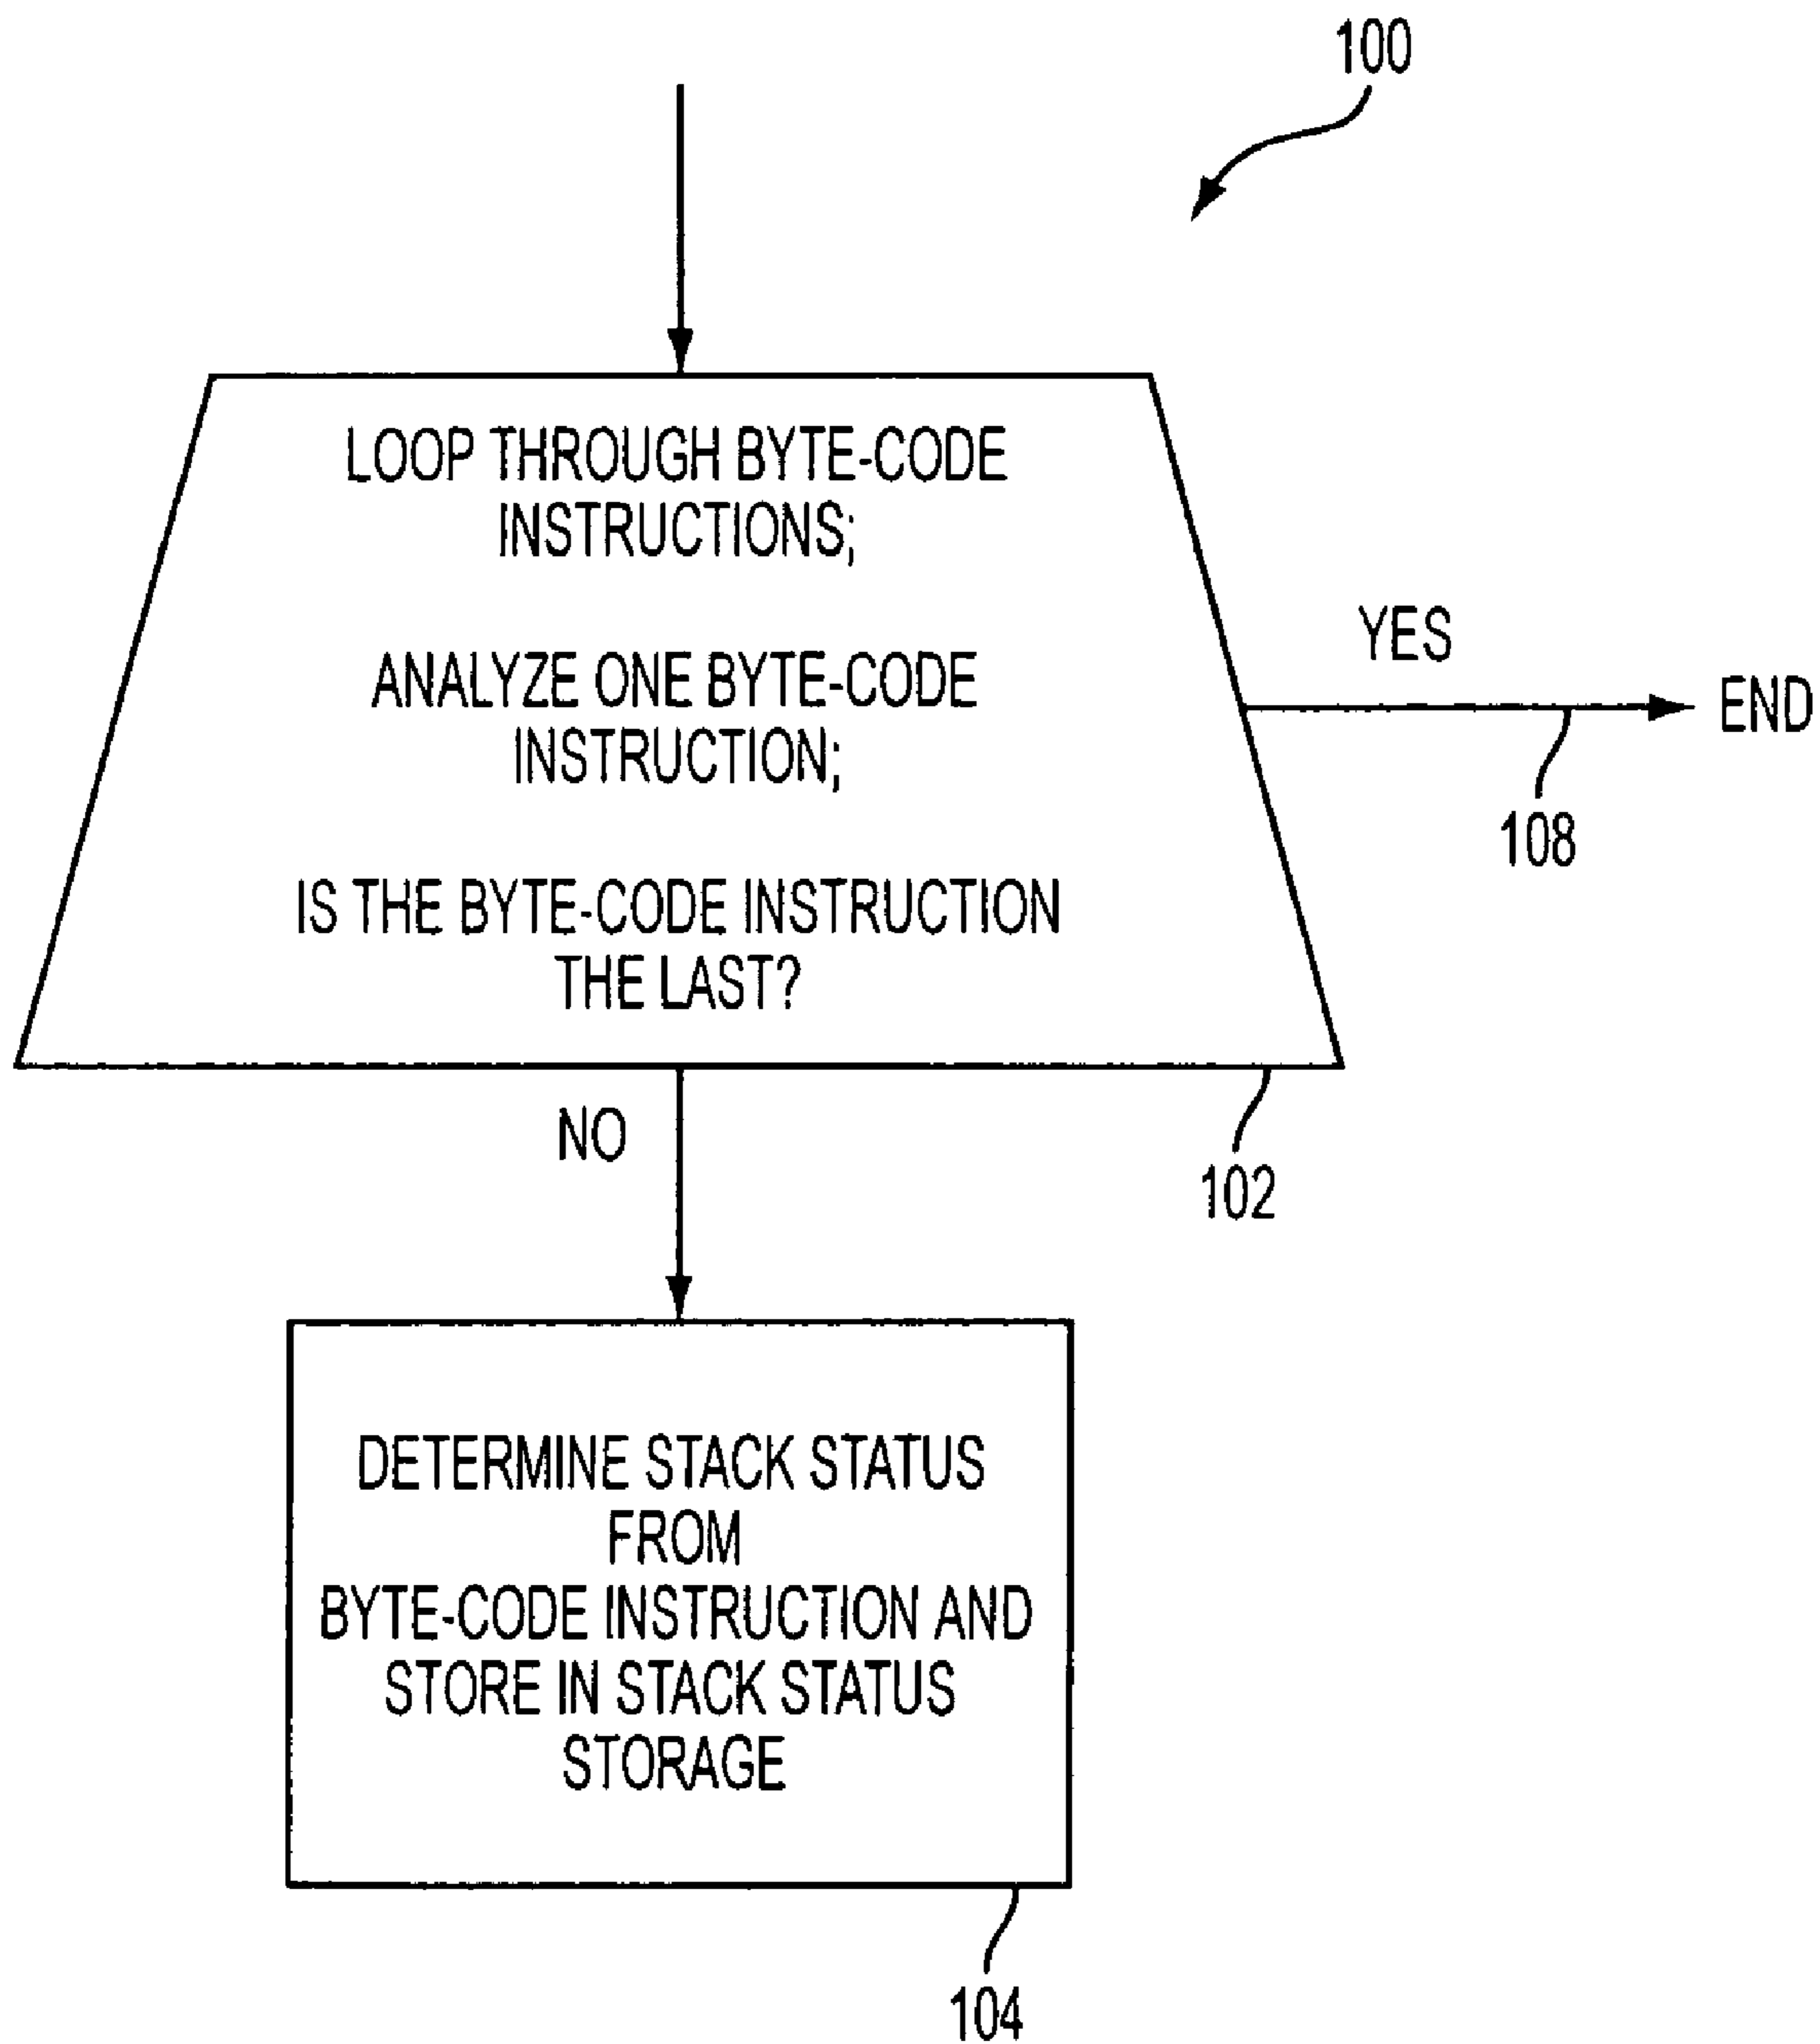 100
LOOP THROUGH BYTE-CODE
INSTRUCTIONS;
ANALYZE ONE BYTE-CODE
INSTRUCTION;
IS THE BYTE-CODE INSTRUCTION
THE LAST?
YES
END
108
NO
102
DETERMINE STACK STATUS
FROM
BYTE-CODE INSTRUCTION AND
STORE IN STACK STATUS
STORAGE
104